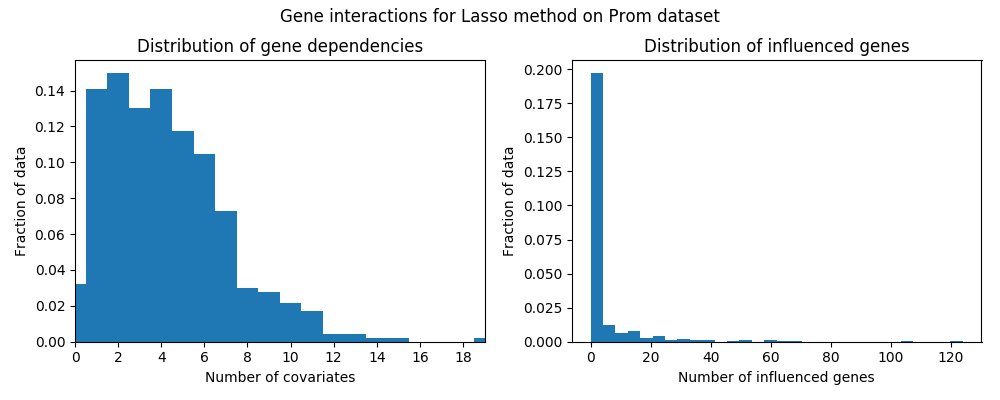 Gene interactions for Lasso method on Prom dataset
Distribution of gene dependencies
0.14
0.12
0.10
0.08
0.06
0.04
0.02
0.00
Fraction of data
0 2 4 6 8 10 12 14 16 18
Number of covariates
Distribution of influenced genes
0.200
0.175
0.150
0.125
0.100
0.075
0.050
0.025
0.000
Fraction of data
0 20 40 60 80 100 120
Number of influenced genes